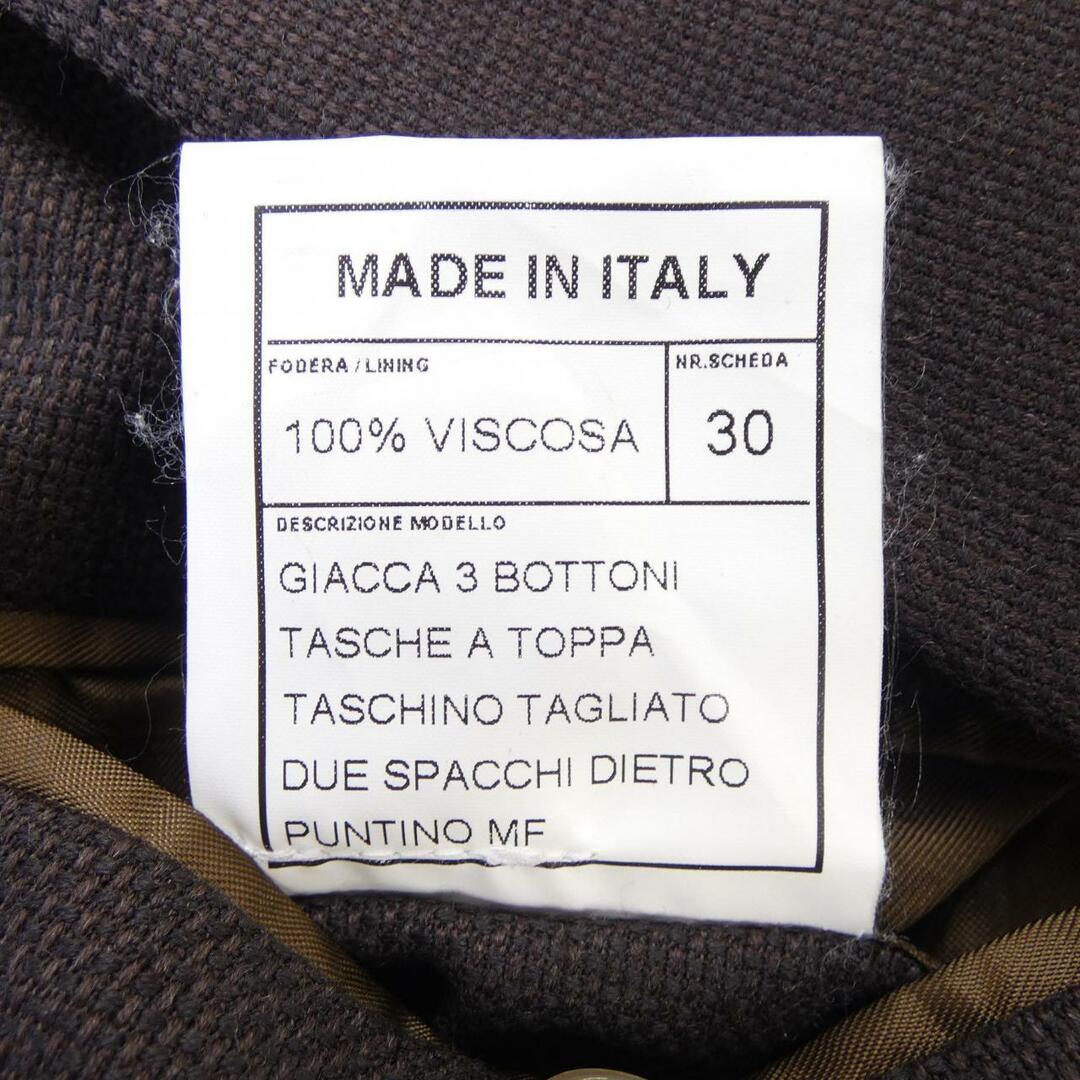 MADE IN ITALY
FODERA / LINING
100% VISCOSA
NR.SCHEDA
30
DESCRIZIONE MODELLO
GIACCA 3 BOTTONI
TASCHE A TOPPA
TASCHINO TAGLIATO
DUE SPACCHI DIETRO
PUNTINO MF